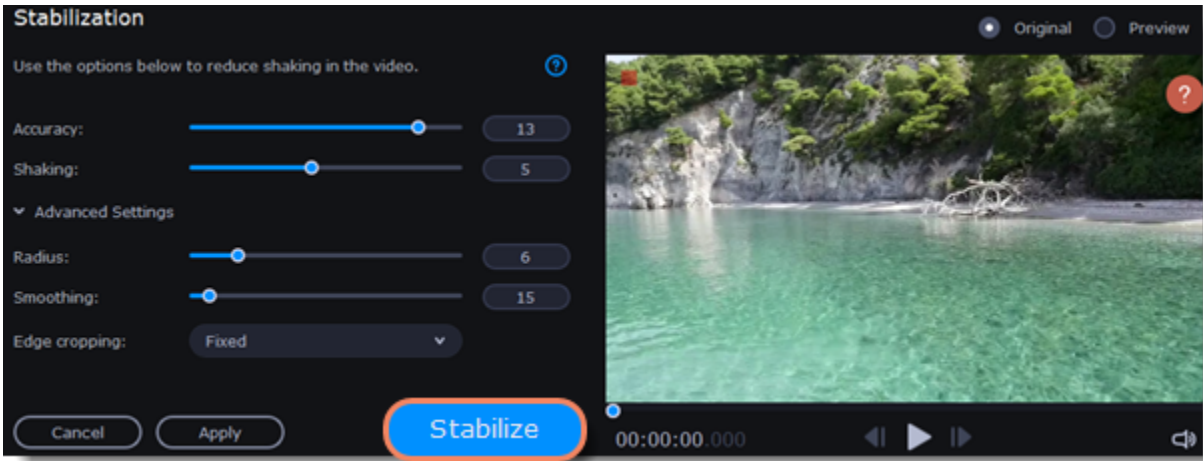 Stabilization
Original Preview
Use the options below to reduce shaking in the video. ?
?
Accuracy: 13
Shaking: 5
Advanced Settings
Radius: 6
Smoothing: 15
Edge cropping: Fixed
Cancel Apply Stabilize
00:00:00.000